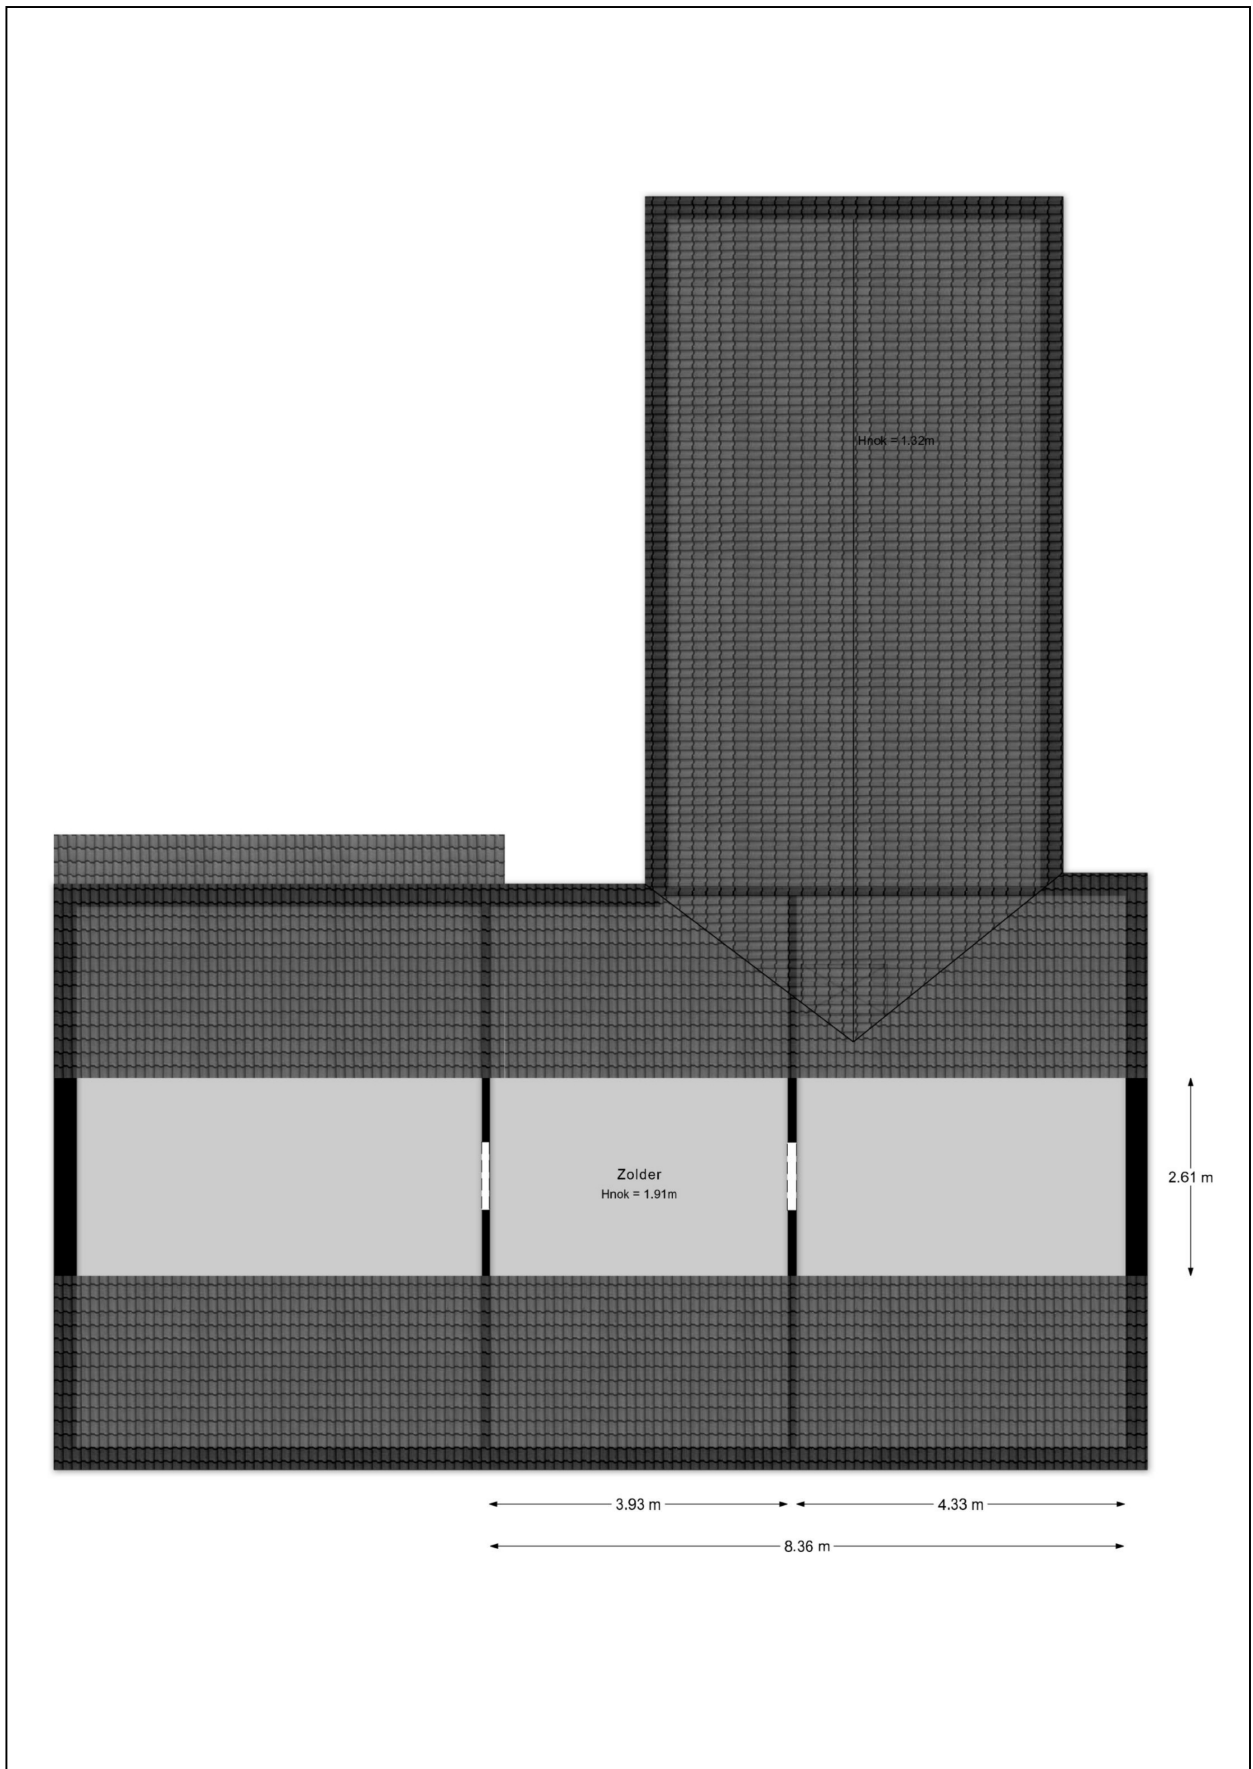 Hnok = 1.32m
2.61 m
Zolder
Hnok = 1.91m
3.93 m
4.33 m
8.36 m